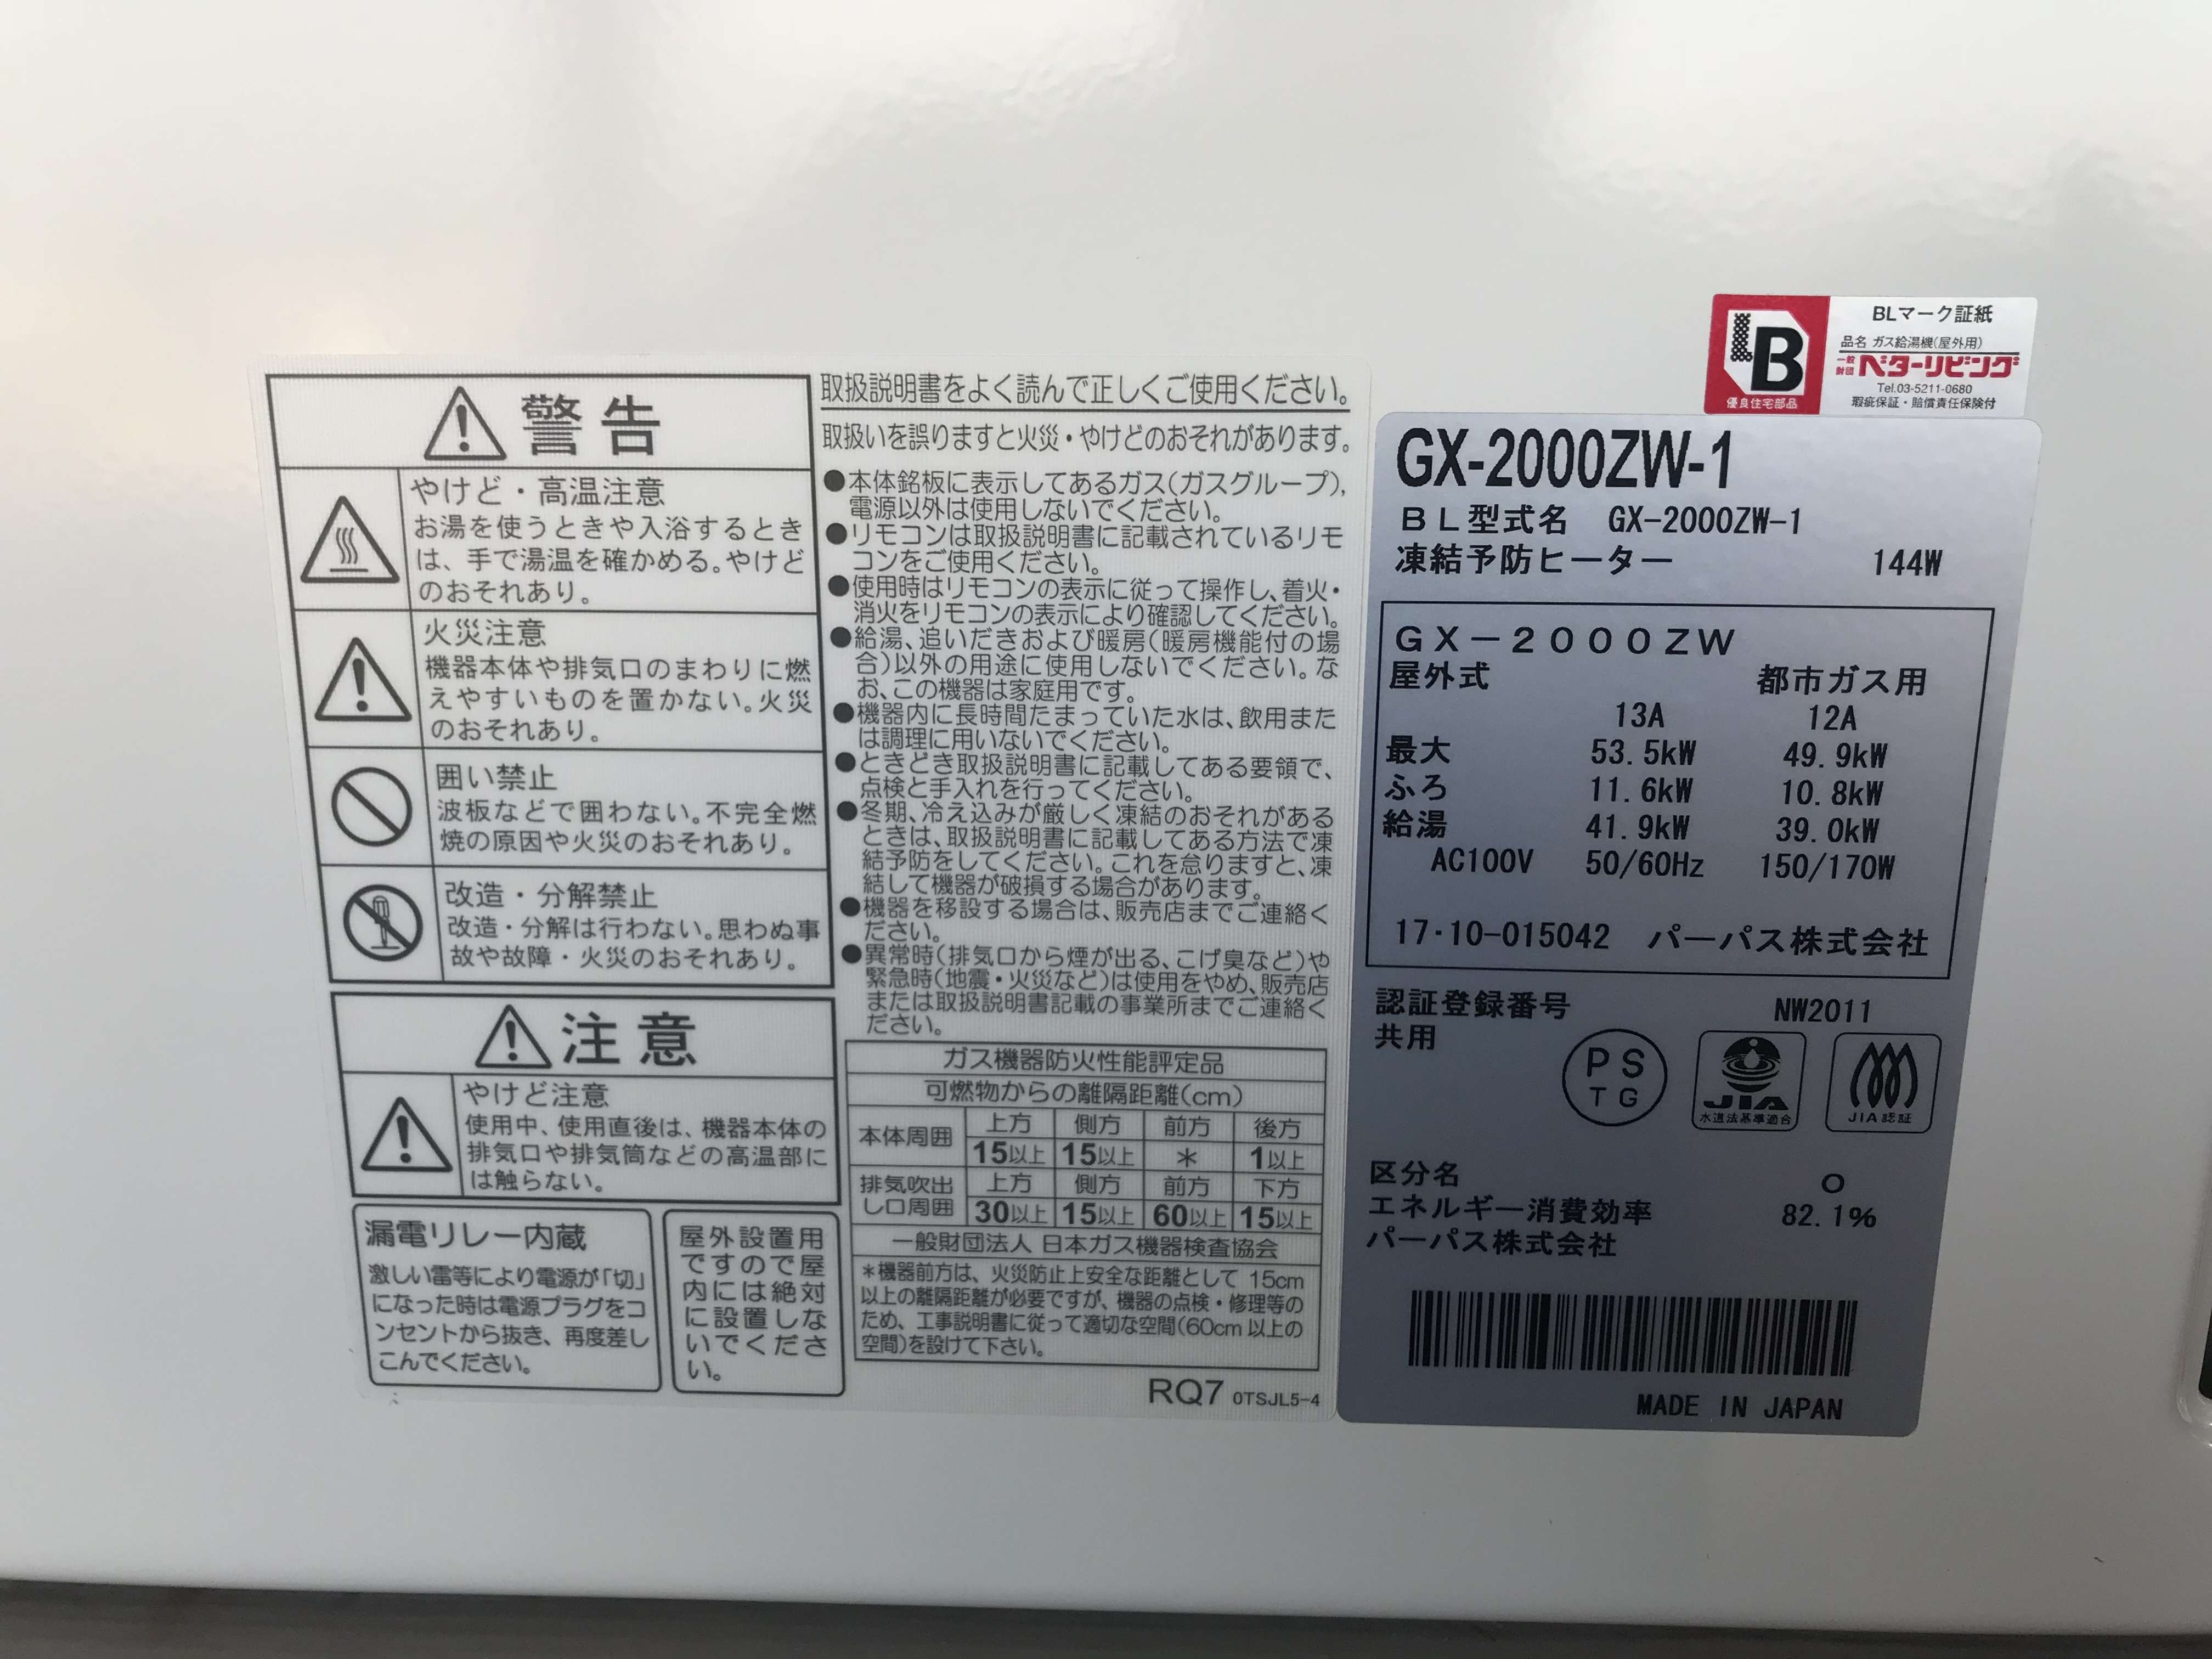 警告
やけど・高温注意
お湯を使うときや入浴するとき
は、手で湯温を確かめる。やけど
のおそれあり。
火災注意
機器本体や排気口のまわりに燃
えやすいものを置かない。火災
のおそれあり。
囲い禁止
波板などで囲わない。不完全燃
焼の原因や火災のおそれあり。
改造・分解禁止
改造・分解は行わない。思わぬ事
故や故障・火災のおそれあり。
注意
やけど注意
使用中、使用直後は、機器本体の
排気口や排気筒などの高温部に
は触らない。
漏電リレー内蔵
激しい雷等により電源が「切」
になった時は電源プラグをコ
ンセントから抜き、再度差し
こんでください。
屋外設置用
ですので屋
内には絶対
に設置しな
いでくださ
い。
取扱説明書をよく読んで正しくご使用ください。
取扱いを誤りますと火災・やけどのおそれがあります。
●本体銘板に表示してあるガス(ガスグループ)、
電源以外は使用しないでください。
●リモコンは取扱説明書に記載されているリモ
コンをご使用ください。
●使用時はリモコンの表示に従って操作し、着火・
消火をリモコンの表示により確認してください。
●給湯、追いだきおよび暖房(暖房機能付の場
合)以外の用途に使用しないでください。な
お、この機器は家庭用です。
●機器内に長時間たまっていた水は、飲用また
は調理に用いないでください。
●ときどき取扱説明書に記載してある要領で、
点検と手入れを行ってください。
●冬期、冷え込みが厳しく凍結のおそれがある
ときは、取扱説明書に記載してある方法で凍
結予防をしてください。これを怠りますと、凍
結して機器が破損する場合があります。
●機器を移設する場合は、販売店までご連絡く
ださい。
●異常時(排気口から煙が出る、こげ臭など)や
緊急時(地震・火災など)は使用をやめ、販売店
または取扱説明書記載の事業所までご連絡く
ださい。
ガス機器防火性能評定品
可燃物からの離隔距離(cm)
本体周囲 上方 側方 前方 後方
15以上 15以上 ＊ 1以上
排気吹出し口周囲 上方 側方 前方 下方
30以上 15以上 60以上 15以上
一般財団法人 日本ガス機器検査協会
＊機器前方は、火災防止上安全な距離として 15cm
以上の離隔距離が必要ですが、機器の点検・修理等の
ため、工事説明書に従って適切な空間(60cm 以上の
空間)を設けて下さい。
RQ7 0TSJL5-4
B
優良住宅部品
BLマーク証紙
品名 ガス給湯機(屋外用)
一般財団 ベターリビング
Tel.03-5211-0680
瑕疵保証・賠償責任保険付
GX-2000ZW-1
BL型式名 GX-2000ZW-1
凍結予防ヒーター 144W
GX-2000ZW
屋外式 都市ガス用
13A 12A
最大 53.5kW 49.9kW
ふろ 11.6kW 10.8kW
給湯 41.9kW 39.0kW
AC100V 50/60Hz 150/170W
17･10-015042 パーパス株式会社
認証登録番号 NW2011
共用
PS
TG
JIA
水道法基準適合
JIA認証
区分名 O
エネルギー消費効率 82.1%
パーパス株式会社
MADE IN JAPAN